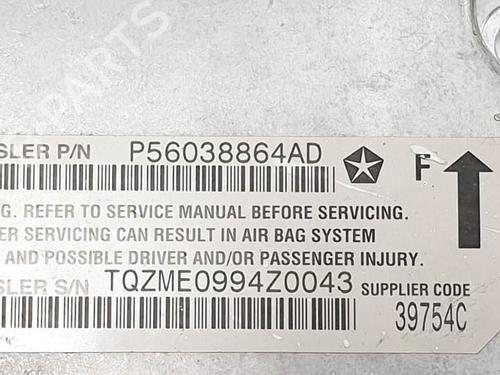 SLER P/N P56038864AD F
G. REFER TO SERVICE MANUAL BEFORE SERVICING.
ER SERVICING CAN RESULT IN AIR BAG SYSTEM
AND POSSIBLE DRIVER AND/OR PASSENGER INJURY.
SLER S/N TQZME0994Z0043 SUPPLIER CODE
39754C